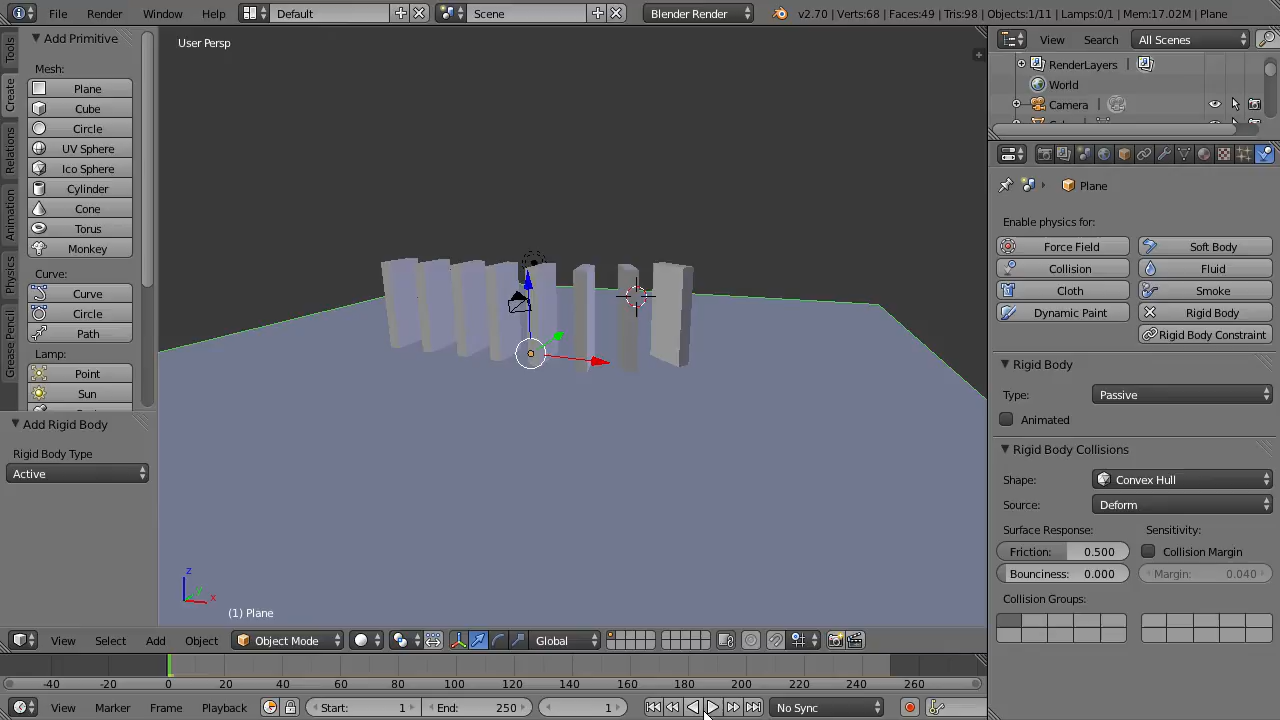 File Render Window Help Default Scene Blender Render v2.70 | Verts:68 | Faces:49 | Tris:98 | Objects:1/11 | Lamps:0/1 | Mem:17.02M | Plane
Tools
Create
Relations
Animation
Physics
Grease Pencil
Add Primitive
Mesh:
Plane
Cube
Circle
UV Sphere
Ico Sphere
Cylinder
Cone
Torus
Monkey
Curve:
Curve
Circle
Path
Lamp:
Point
Sun
Add Rigid Body
Rigid Body Type
Active
User Persp
z
y
x
(1) Plane
View Select Add Object Object Mode Global
-40 -20 0 20 40 60 80 100 120 140 160 180 200 220 240 260
View Marker Frame Playback Start: 1 End: 250 1 No Sync
View Search All Scenes
RenderLayers
World
Camera
Plane
Enable physics for:
Force Field Soft Body
Collision Fluid
Cloth Smoke
Dynamic Paint Rigid Body
Rigid Body Constraint
Rigid Body
Type: Passive
Animated
Rigid Body Collisions
Shape: Convex Hull
Source: Deform
Surface Response: Sensitivity:
Friction: 0.500 Collision Margin
Bounciness: 0.000 Margin: 0.040
Collision Groups: